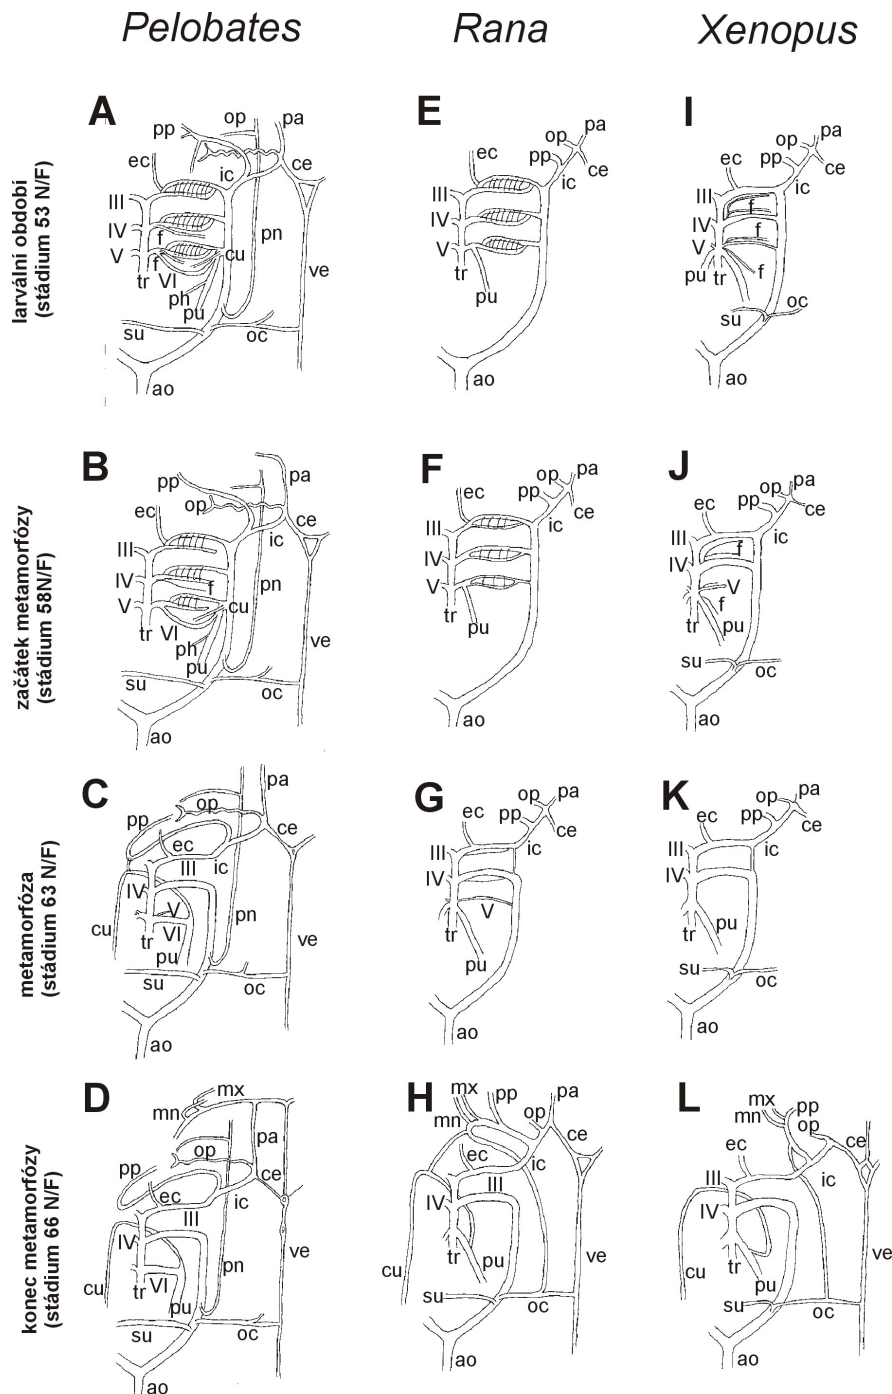 Pelobates Rana Xenopus
larvální období
(stádium 53 N/F)
A
pp
op
pa
ec
ic
ce
III
IV
f
V
cu
pn
f
VI
tr
ph
pu
ve
su
oc
ao
E
pa
op
ec
pp
ce
ic
III
IV
V
tr
pu
ao
I
pa
op
ec
pp
ce
ic
III
f
IV
f
V
pu
tr
f
su
oc
ao
začátek metamorfózy
(stádium 58N/F)
B
pp
pa
ec
op
ce
ic
III
IV
f
pn
V
cu
tr
VI
ph
pu
ve
su
oc
ao
F
pa
op
ec
pp
ce
ic
III
IV
V
tr
pu
ao
J
pa
op
ec
pp
ce
ic
III
f
IV
V
f
tr
pu
su
oc
ao
metamorfóza
(stádium 63 N/F)
C
pa
op
pp
ce
ec
III
ic
IV
V
pn
cu
VI
tr
pu
ve
su
oc
ao
G
pa
op
ec
pp
ce
ic
III
IV
V
tr
pu
ao
K
pa
op
ec
pp
ce
ic
III
IV
pu
tr
su
oc
ao
konec metamorfózy
(stádium 66 N/F)
D
mx
mn
pa
op
pp
ce
ec
ic
III
IV
ve
pn
cu
VI
tr
pu
su
oc
ao
H
mx
pp
pa
mn
op
ce
ec
ic
III
IV
tr
pu
ve
cu
su
oc
ao
L
mx
pp
mn
op
ce
ec
ic
III
IV
tr
ve
cu
pu
su
oc
ao